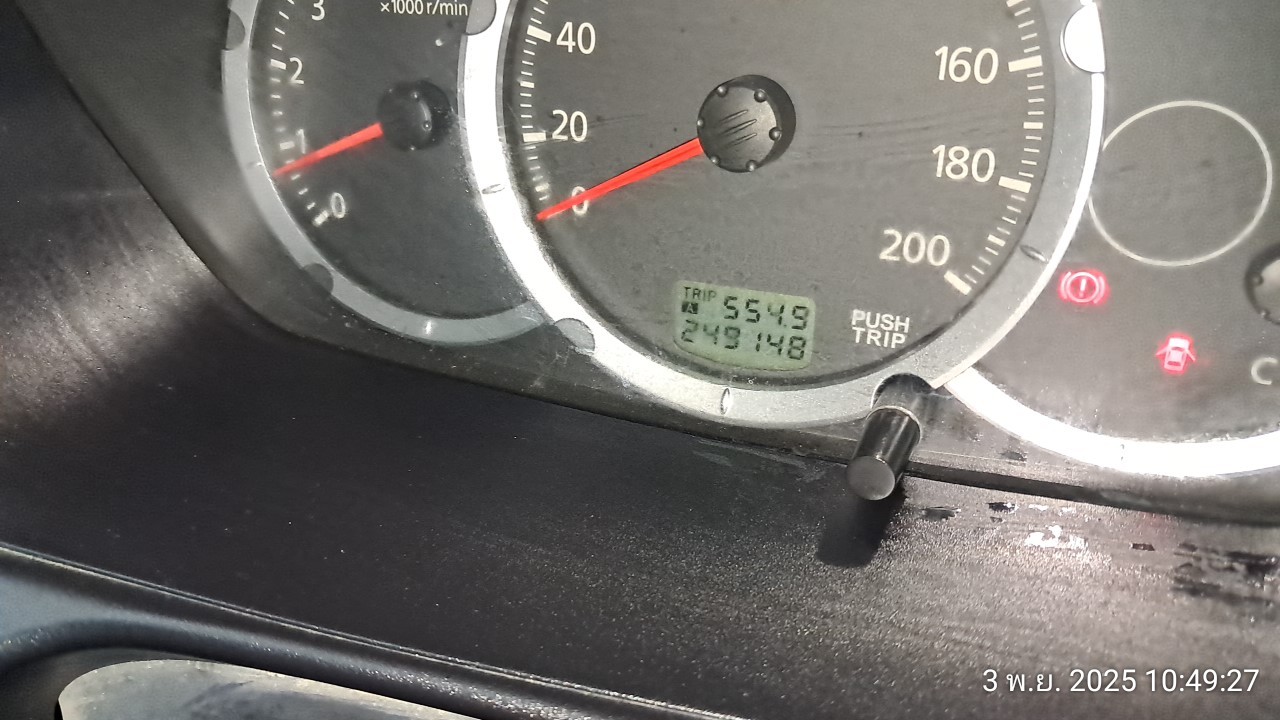 3
×1000 r/min
2
1
0
40
20
0
160
180
200
TRIP
A 554.9
249148
PUSH
TRIP
C
3 พ.ย. 2025 10:49:27